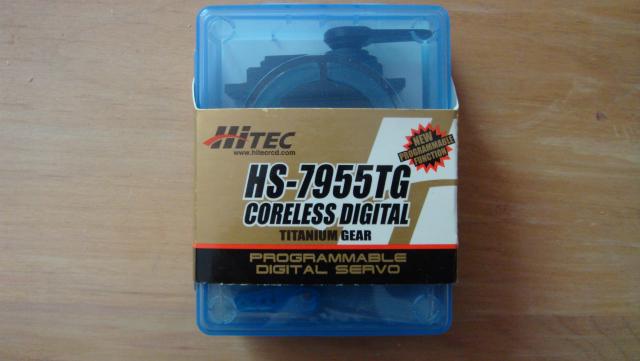 HiTEC
www.hitecrcd.com
NEW
PROGRAMMABLE
FUNCTION
HS-7955TG
CORELESS DIGITAL
TITANIUM GEAR
PROGRAMMABLE
DIGITAL SERVO